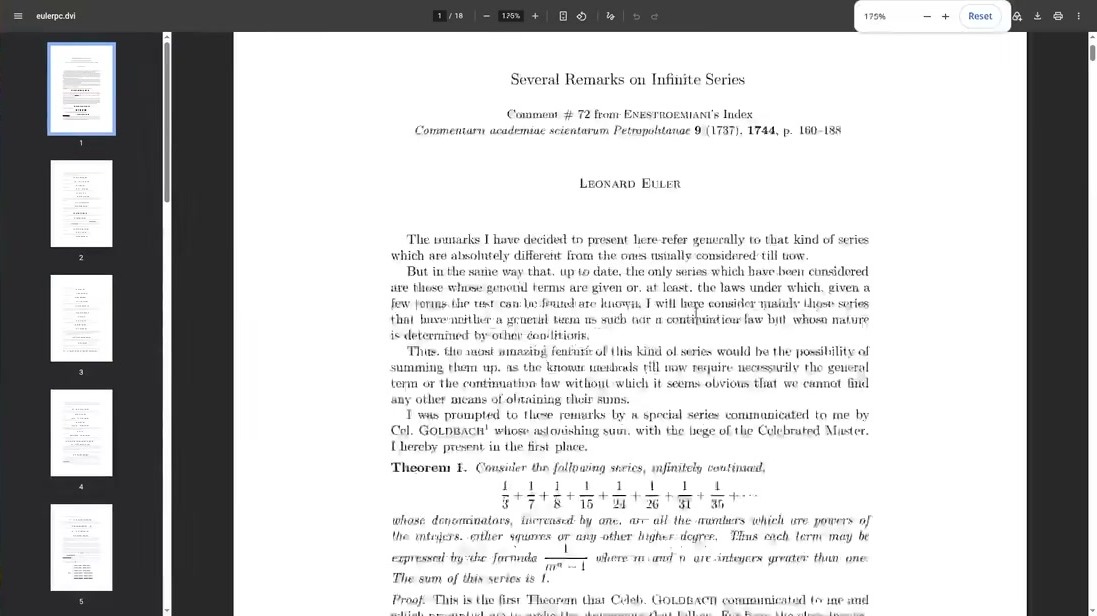 eulerpc.dvi
1 / 18
175%
175%
Reset
Several Remarks on Infinite Series
Comment # 72 from ENESTROEMIANI's Index
Commentarii academiae scientarum Petropolitanae 9 (1737), 1744, p. 160–188
LEONARD EULER
The remarks I have decided to present here refer generally to that kind of series
which are absolutely different from the ones usually considered till now.
But in the same way that, up to date, the only series which have been considered
are those whose general terms are given or, at least, the laws under which, given a
few terms the rest can be found are known, I will here consider mainly those series
that have neither a general term as such nor a continuation law but whose nature
is determined by other conditions.
Thus, the most amazing feature of this kind of series would be the possibility of
summing them up, as the known methods till now require necessarily the general
term or the continuation law without which it seems obvious that we cannot find
any other means of obtaining their sums.
I was prompted to these remarks by a special series communicated to me by
Cel. GOLDBACH¹ whose astonishing sum, with the liege of the Celebrated Master,
I hereby present in the first place.
Theorem 1. Consider the following series, infinitely continued,
1/3 + 1/7 + 1/8 + 1/15 + 1/24 + 1/26 + 1/31 + 1/35 + ⋯
whose denominators, increased by one, are all the numbers which are powers of
the integers, either squares or any other higher degree. Thus each term may be
expressed by the formula 1/(mⁿ − 1) where m and n are integers greater than one.
The sum of this series is 1.
Proof. This is the first Theorem that Celeb. GOLDBACH communicated to me and
1
2
3
4
5